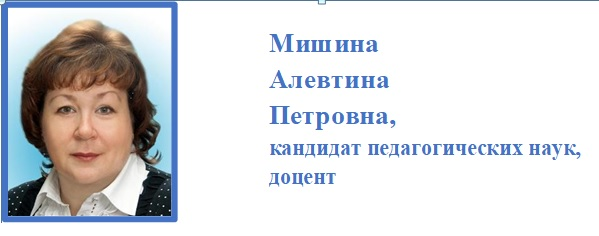 Мишина
Алевтина
Петровна,
кандидат педагогических наук,
доцент